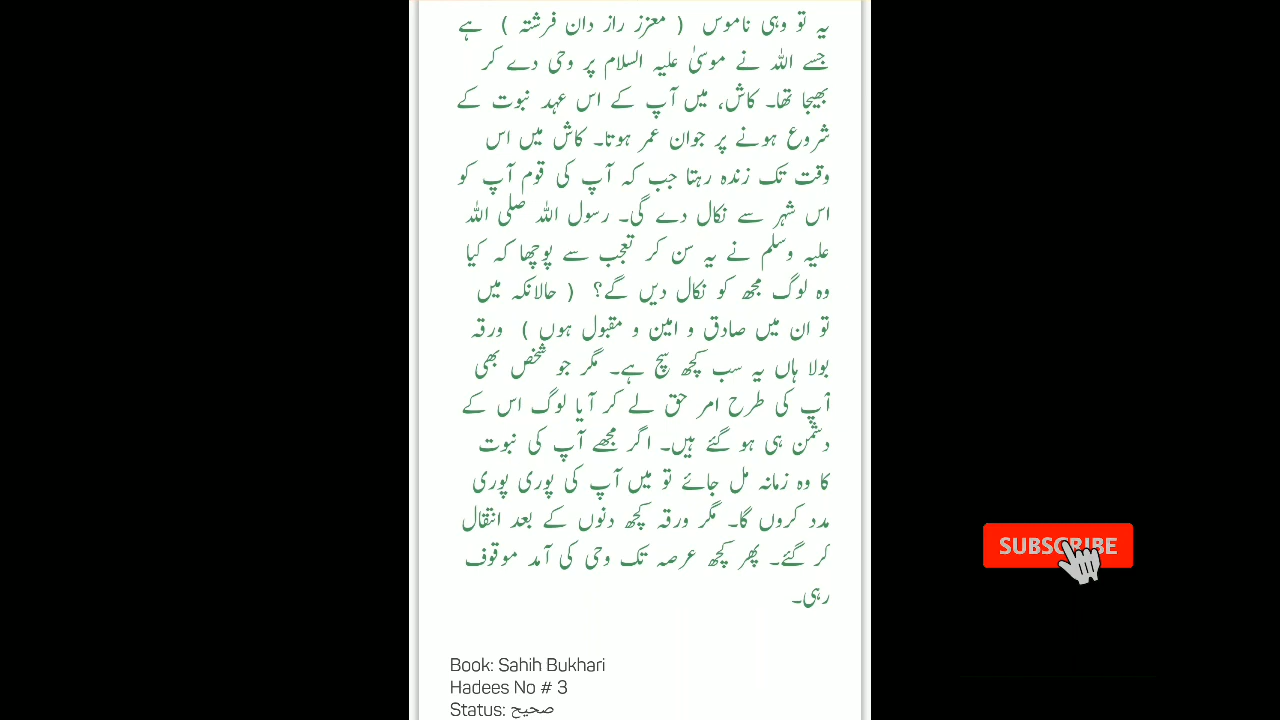 یہ تو وہی ناموس ( معزز راز دان فرشتہ ) ہے
جسے اللہ نے موسیٰ علیہ السلام پر وحی دے کر
بھیجا تھا۔ کاش، میں آپ کے اس عہد نبوت کے
شروع ہونے پر جوان عمر ہوتا۔ کاش میں اس
وقت تک زندہ رہتا جب کہ آپ کی قوم آپ کو
اس شہر سے نکال دے گی۔ رسول اللہ صلی اللہ
علیہ وسلم نے یہ سن کر تعجب سے پوچھا کہ کیا
وہ لوگ مجھ کو نکال دیں گے؟ ( حالانکہ میں
تو ان میں صادق و امین و مقبول ہوں ) ورقہ
بولا ہاں یہ سب کچھ سچ ہے۔ مگر جو شخص بھی
آپ کی طرح امر حق لے کر آیا لوگ اس کے
دشمن ہی ہو گئے ہیں۔ اگر مجھے آپ کی نبوت
کا وہ زمانہ مل جائے تو میں آپ کی پوری پوری
مدد کروں گا۔ مگر ورقہ کچھ دنوں کے بعد انتقال
کر گئے۔ پھر کچھ عرصہ تک وحی کی آمد موقوف
رہی۔
SUBSCRIBE
Book: Sahih Bukhari
Hadees No # 3
Status: صحیح